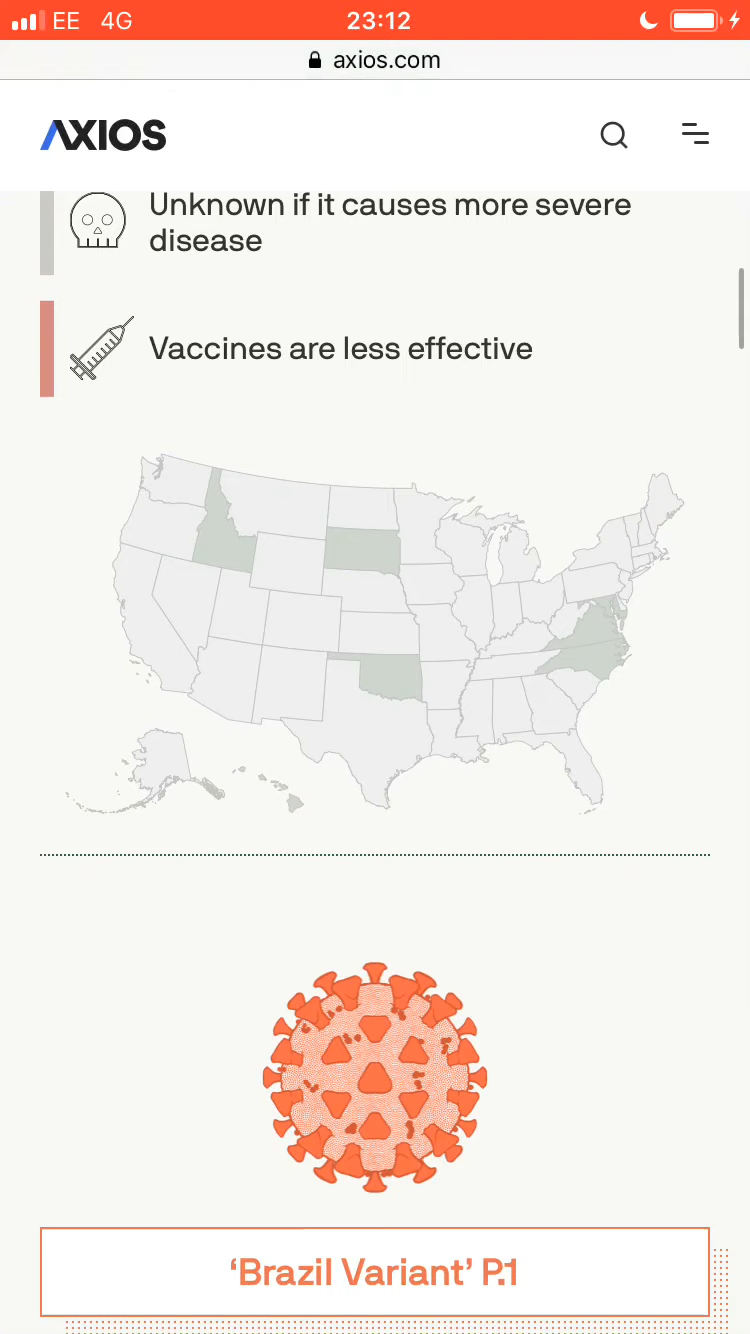 EE 4G 23:12
axios.com
AXIOS
Unknown if it causes more severe
disease
Vaccines are less effective
‘Brazil Variant’ P.1